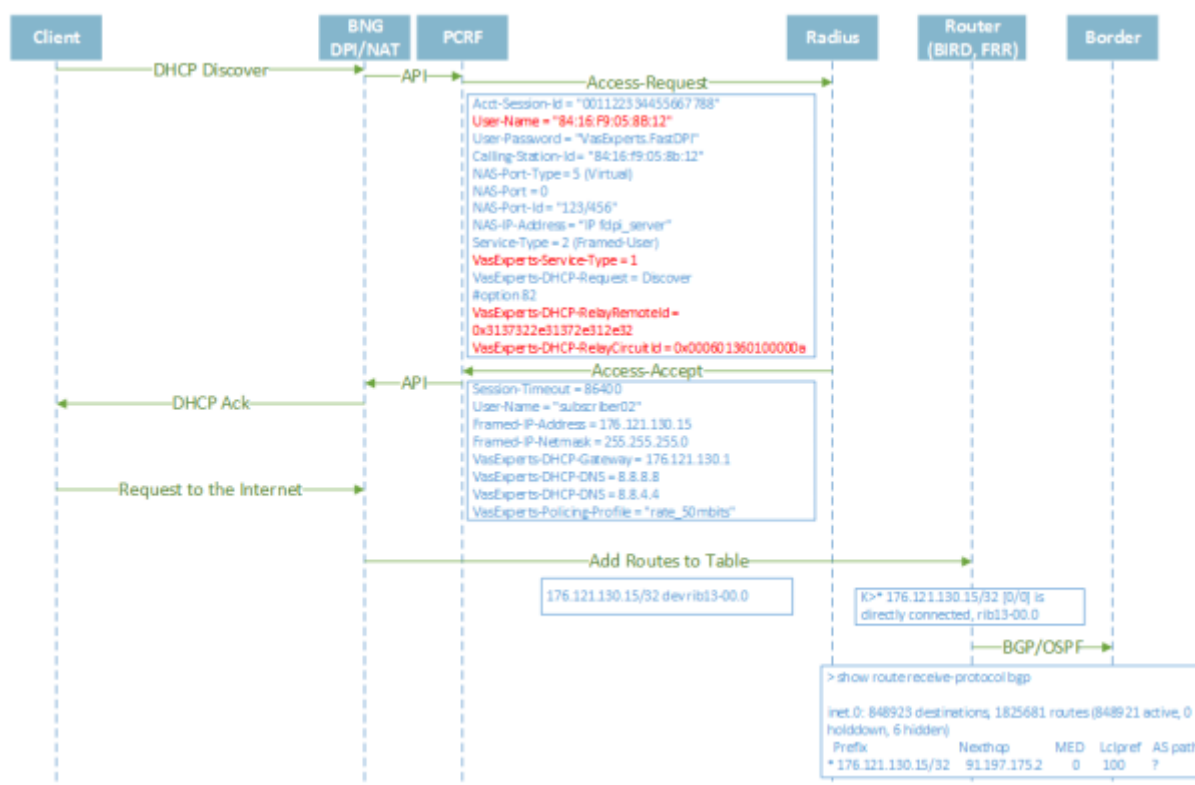 Client
BNG
DPI/NAT
PCRF
Radius
Router
(BIRD, FRR)
Border
DHCP Discover
API
Access-Request
Acct-Session-Id = "001122334455667788"
User-Name = "84:16:F9:05:8B:12"
User-Password = "VasExperts.FastDPI"
Calling-Station-Id = "84:16:f9:05:8b:12"
NAS-Port-Type = 5 (Virtual)
NAS-Port = 0
NAS-Port-Id = "123/456"
NAS-IP-Address = "IP fdpi_server"
Service-Type = 2 (Framed-User)
VasExperts-Service-Type = 1
VasExperts-DHCP-Request = Discover
#option 82
VasExperts-DHCP-RelayRemoteId =
0x3137322e31372e312e32
VasExperts-DHCP-RelayCircuitId = 0x000601360100000a
Access-Accept
API
DHCP Ack
Session-Timeout = 86400
User-Name = "subscriber02"
Framed-IP-Address = 176.121.130.15
Framed-IP-Netmask = 255.255.255.0
VasExperts-DHCP-Gateway = 176.121.130.1
VasExperts-DHCP-DNS = 8.8.8.8
VasExperts-DHCP-DNS = 8.8.4.4
VasExperts-Policing-Profile = "rate_50mbits"
Request to the Internet
Add Routes to Table
176.121.130.15/32 dev rib13-00.0
K>* 176.121.130.15/32 [0/0] is
directly connected, rib13-00.0
BGP/OSPF
> show route receive-protocol bgp
inet.0: 848923 destinations, 1825681 routes (848921 active, 0
holddown, 6 hidden)
Prefix Nexthop MED Lclpref AS path
* 176.121.130.15/32 91.197.175.2 0 100 ?